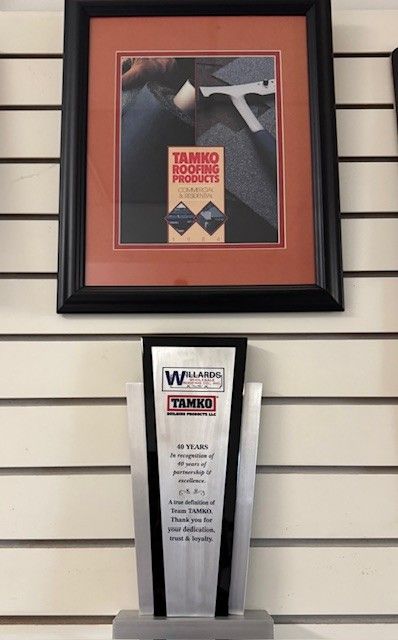 TAMKO
ROOFING
PRODUCTS
COMMERCIAL
& RESIDENTIAL
1984
WILLARDS
TAMKO
BUILDING PRODUCTS LLC
40 YEARS
In recognition of
40 years of
partnership &
excellence.
A true definition of
Team TAMKO.
Thank you for
your dedication,
trust & loyalty.